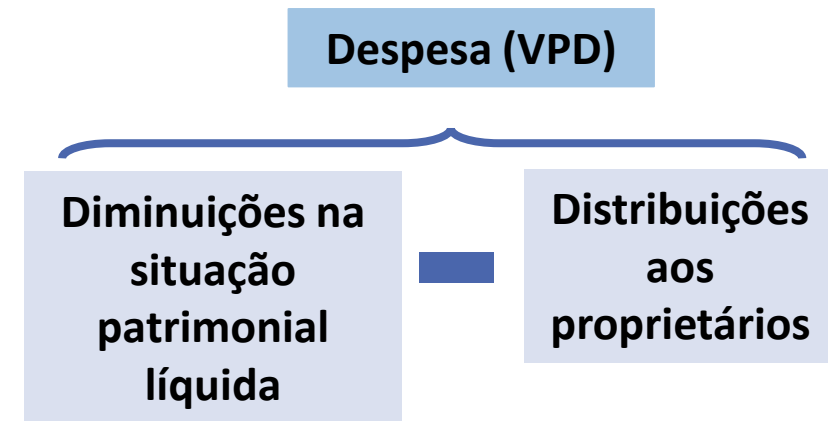 Despesa (VPD)
Diminuições na
situação
patrimonial
líquida
Distribuições
aos
proprietários